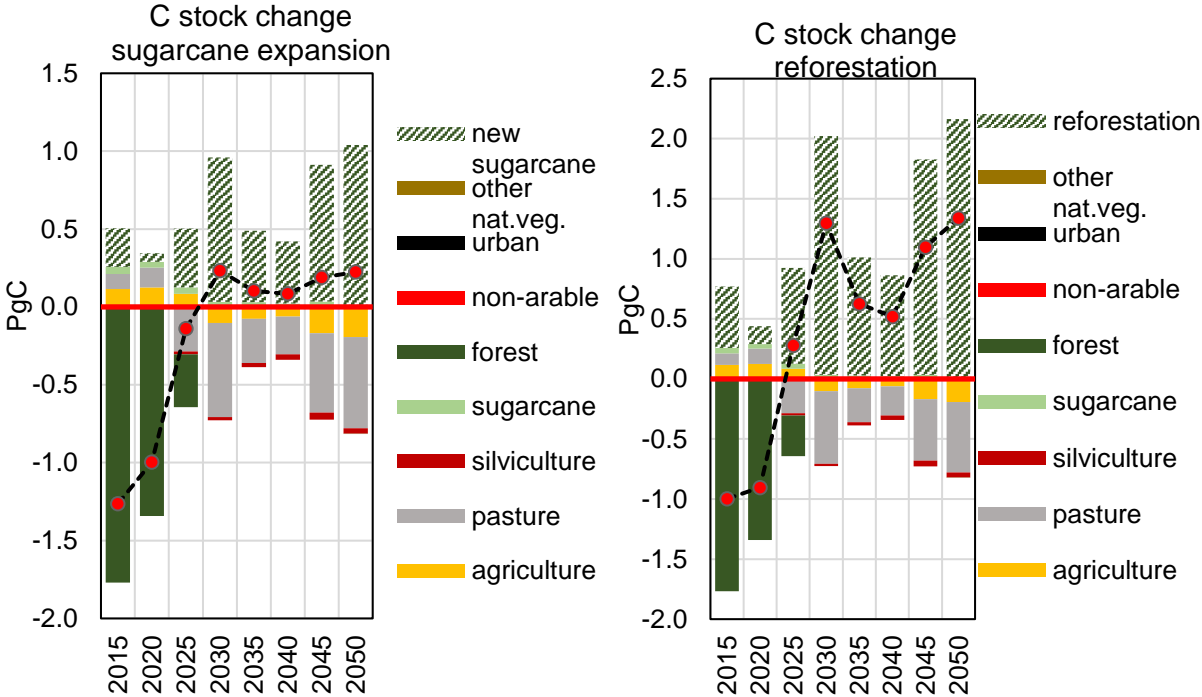 C stock change
sugarcane expansion
1.5
1.0
0.5
0.0
-0.5
-1.0
-1.5
-2.0
PgC
2015
2020
2025
2030
2035
2040
2045
2050
new
sugarcane
other
nat.veg.
urban
non-arable
forest
sugarcane
silviculture
pasture
agriculture
C stock change
reforestation
2.5
2.0
1.5
1.0
0.5
0.0
-0.5
-1.0
-1.5
-2.0
PgC
2015
2020
2025
2030
2035
2040
2045
2050
reforestation
other
nat.veg.
urban
non-arable
forest
sugarcane
silviculture
pasture
agriculture